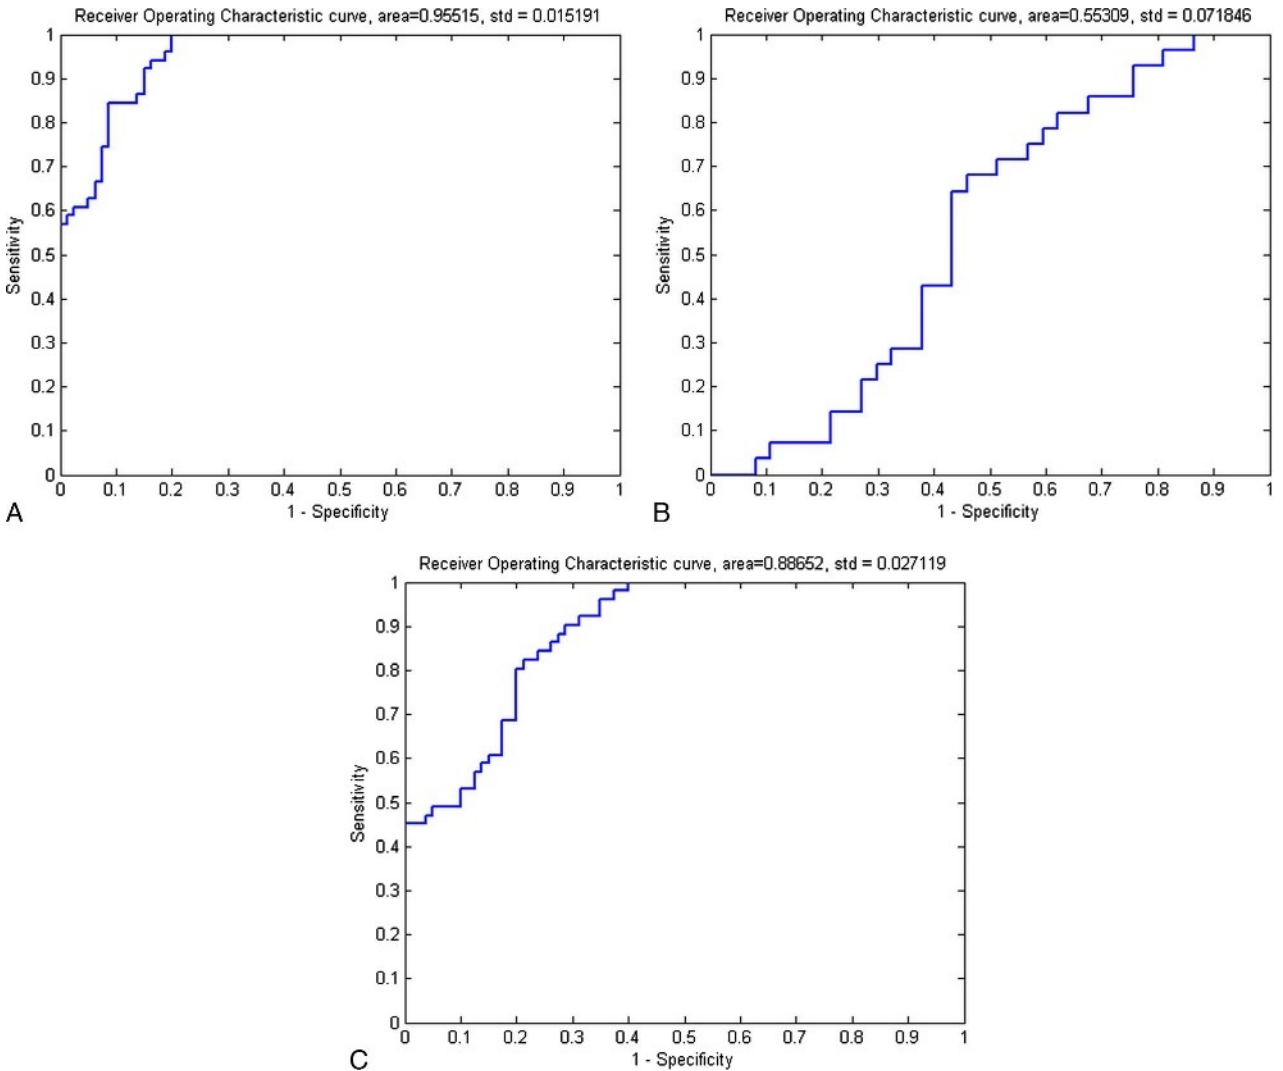 Receiver Operating Characteristic curve, area=0.95515, std = 0.015191
1
0.9
0.8
0.7
0.6
0.5
0.4
0.3
0.2
0.1
0
Sensitivity
0 0.1 0.2 0.3 0.4 0.5 0.6 0.7 0.8 0.9 1
1 - Specificity
A
Receiver Operating Characteristic curve, area=0.55309, std = 0.071846
1
0.9
0.8
0.7
0.6
0.5
0.4
0.3
0.2
0.1
0
Sensitivity
0 0.1 0.2 0.3 0.4 0.5 0.6 0.7 0.8 0.9 1
1 - Specificity
B
Receiver Operating Characteristic curve, area=0.88652, std = 0.027119
1
0.9
0.8
0.7
0.6
0.5
0.4
0.3
0.2
0.1
0
Sensitivity
0 0.1 0.2 0.3 0.4 0.5 0.6 0.7 0.8 0.9 1
1 - Specificity
C